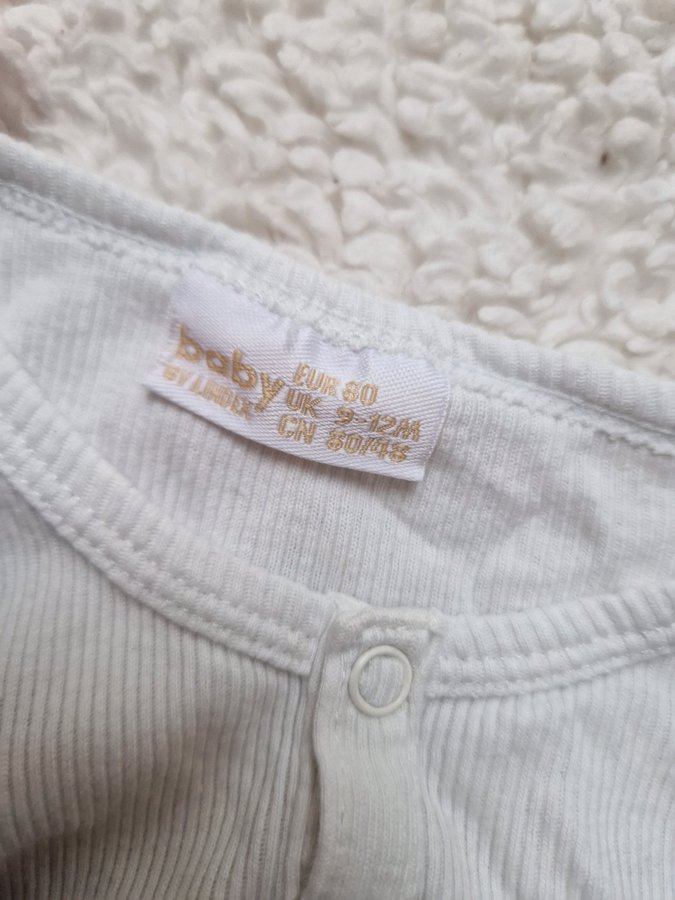 baby
BY LINDEX
EUR 80
UK 9-12M
CN 80/48